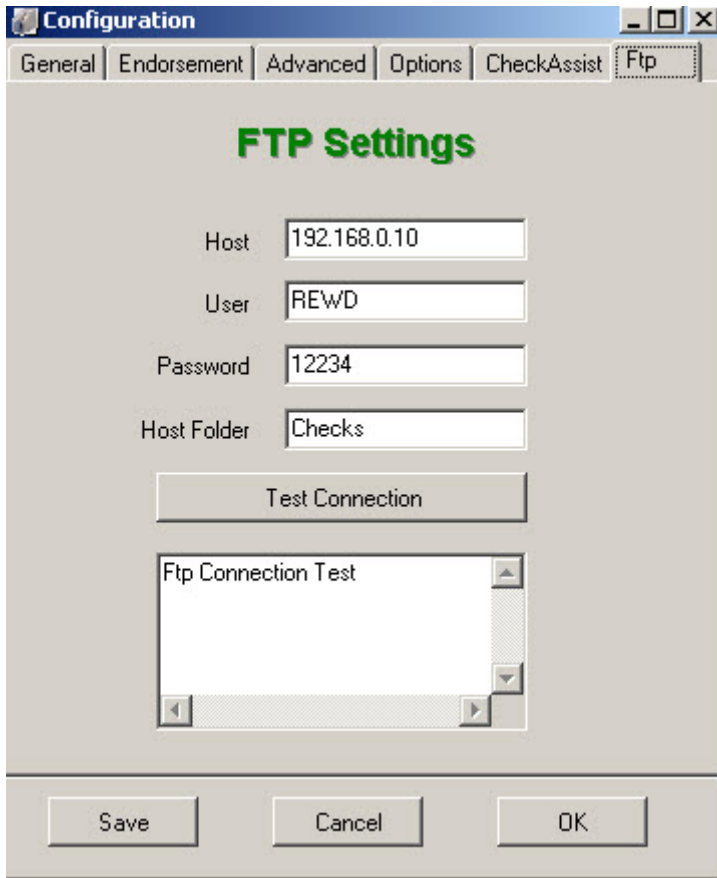 Configuration
General Endorsement Advanced Options CheckAssist Ftp
FTP Settings
Host 192.168.0.10
User REWD
Password 12234
Host Folder Checks
Test Connection
Ftp Connection Test
Save Cancel OK